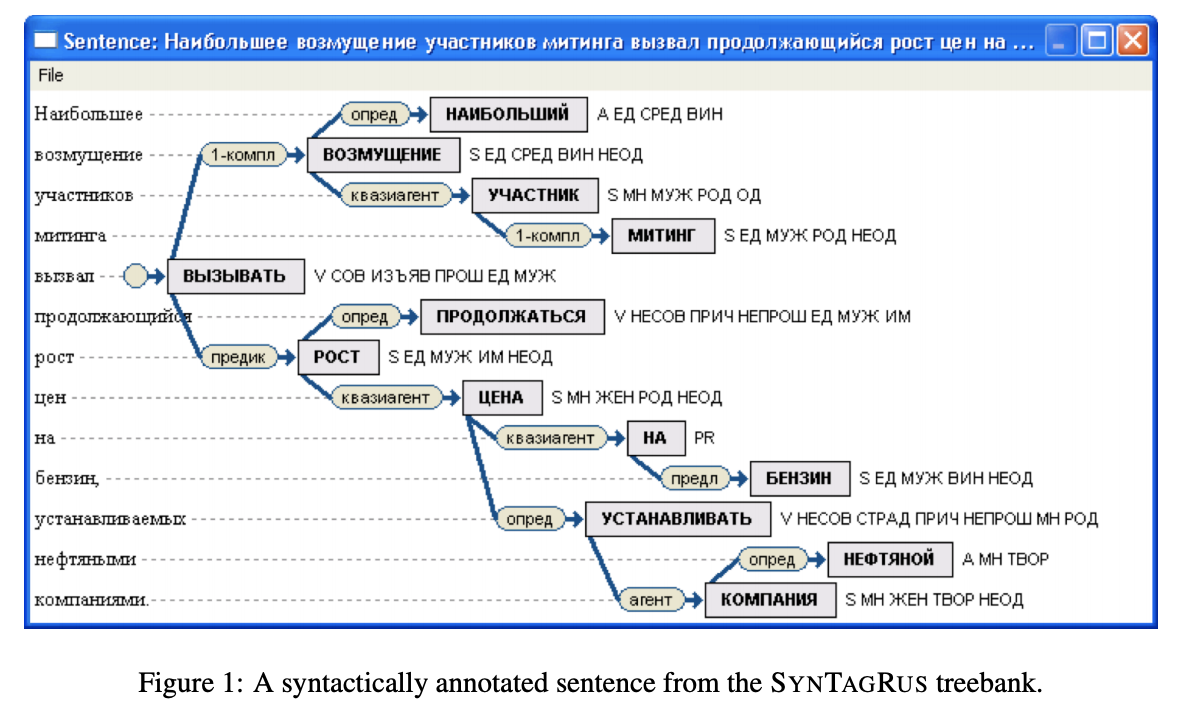 Sentence: Наибольшее возмущение участников митинга вызвал продолжающийся рост цен на ...
File
Наибольшее опред НАИБОЛЬШИЙ А ЕД СРЕД ВИН
возмущение 1-компл ВОЗМУЩЕНИЕ S ЕД СРЕД ВИН НЕОД
участников квазиагент УЧАСТНИК S МН МУЖ РОД ОД
митинга 1-компл МИТИНГ S ЕД МУЖ РОД НЕОД
вызвал ВЫЗЫВАТЬ V СОВ ИЗЪЯВ ПРОШ ЕД МУЖ
продолжающийся опред ПРОДОЛЖАТЬСЯ V НЕСОВ ПРИЧ НЕПРОШ ЕД МУЖ ИМ
рост предик РОСТ S ЕД МУЖ ИМ НЕОД
цен квазиагент ЦЕНА S МН ЖЕН РОД НЕОД
на квазиагент НА PR
бензин, предл БЕНЗИН S ЕД МУЖ ВИН НЕОД
устанавливаемых опред УСТАНАВЛИВАТЬ V НЕСОВ СТРАД ПРИЧ НЕПРОШ МН РОД
нефтяными опред НЕФТЯНОЙ А МН ТВОР
компаниями. агент КОМПАНИЯ S МН ЖЕН ТВОР НЕОД
Figure 1: A syntactically annotated sentence from the SYNTAGRUS treebank.